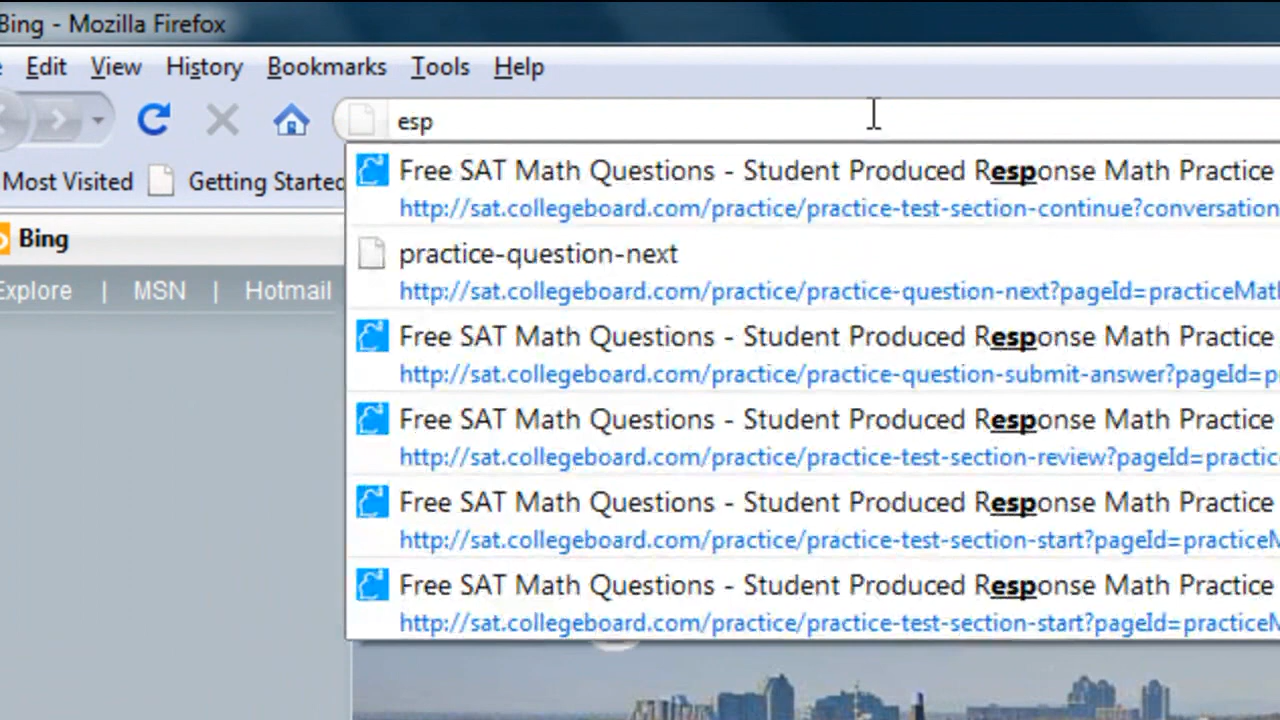 Bing - Mozilla Firefox
Edit View History Bookmarks Tools Help
esp
Most Visited Getting Started
Free SAT Math Questions - Student Produced Response Math Practice
http://sat.collegeboard.com/practice/practice-test-section-continue?conversation
Bing
practice-question-next
http://sat.collegeboard.com/practice/practice-question-next?pageId=practiceMat
Explore | MSN | Hotmail
Free SAT Math Questions - Student Produced Response Math Practice
http://sat.collegeboard.com/practice/practice-question-submit-answer?pageId=p
Free SAT Math Questions - Student Produced Response Math Practice
http://sat.collegeboard.com/practice/practice-test-section-review?pageId=practic
Free SAT Math Questions - Student Produced Response Math Practice
http://sat.collegeboard.com/practice/practice-test-section-start?pageId=practice
Free SAT Math Questions - Student Produced Response Math Practice
http://sat.collegeboard.com/practice/practice-test-section-start?pageId=practice